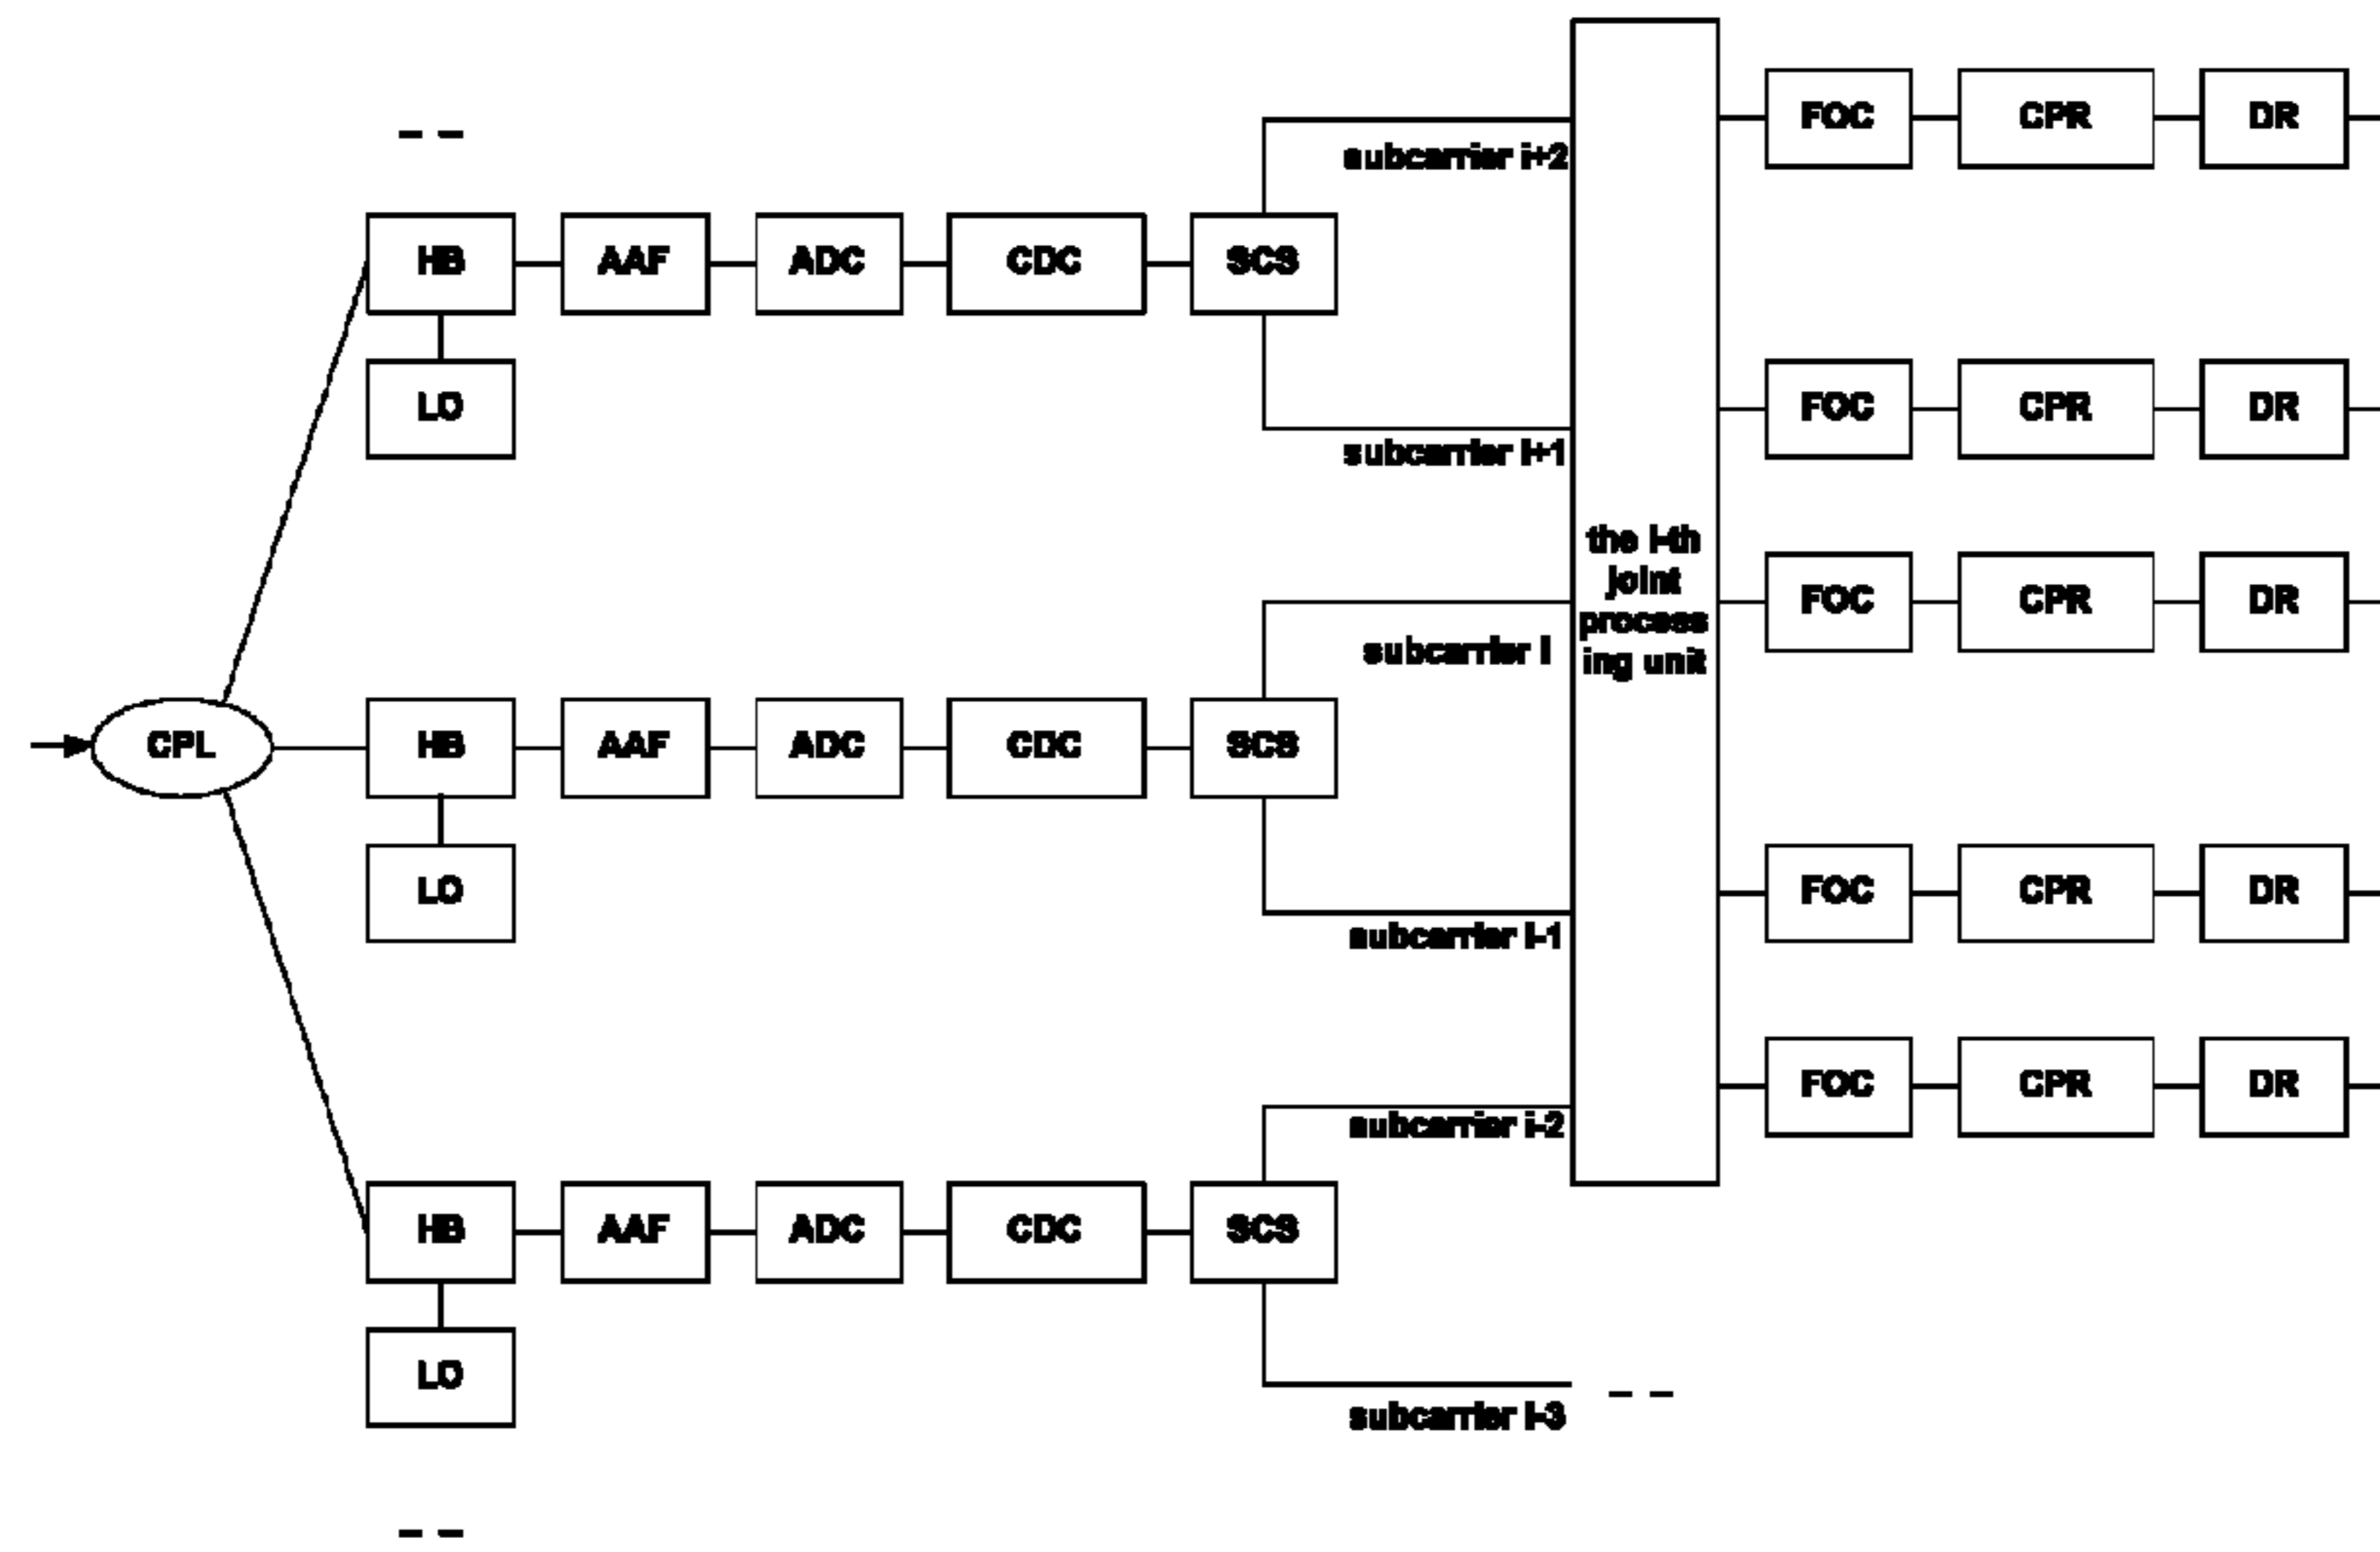 FOC CPR DR
subcarrier i+2
HB AAF ADC CDC SCS
LO FOC CPR DR
subcarrier i+1
the i-th
joint
process
ing unit
FOC CPR DR
subcarrier i
CPL HB AAF ADC CDC SCS
LO FOC CPR DR
subcarrier i-1
FOC CPR DR
subcarrier i-2
HB AAF ADC CDC SCS
LO
subcarrier i-3